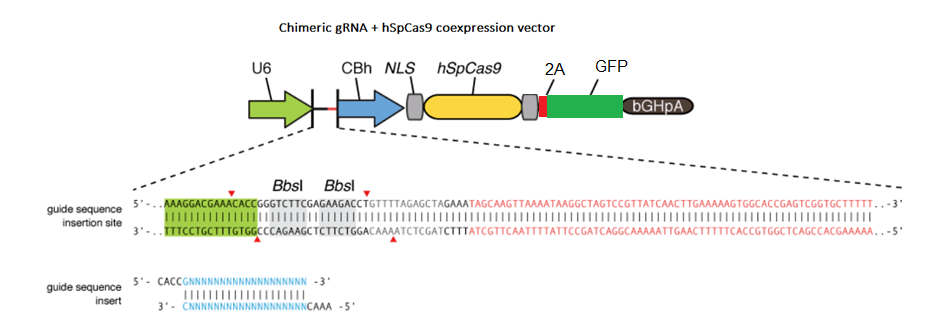 Chimeric gRNA + hSpCas9 coexpression vector
U6 CBh NLS hSpCas9 2A GFP
bGHpA
BbsI BbsI
guide sequence
insertion site
5'-..AAAGGACGAAACACCGGGTCTTCGAGAAGACCTGTTTTAGAGCTAGAAATAGCAAGTTAAAATAAGGCTAGTCCGTTATCAACTTGAAAAAGTGGCACCGAGTCGGTGCTTTTT..-3'
3'-..TTTCCTGCTTTGTGGCCCAGAAGCTCTTCTGGACAAAATCTCGATCTTTATCGTTCAATTTTATTCCGATCAGGCAAAAATTGAACTTTTTCACCGTGGCTCAGCCACGAAAAA..-5'
guide sequence
insert
5'- CACCGNNNNNNNNNNNNNNNNNNN -3'
3'- CNNNNNNNNNNNNNNNNNNNCAAA -5'